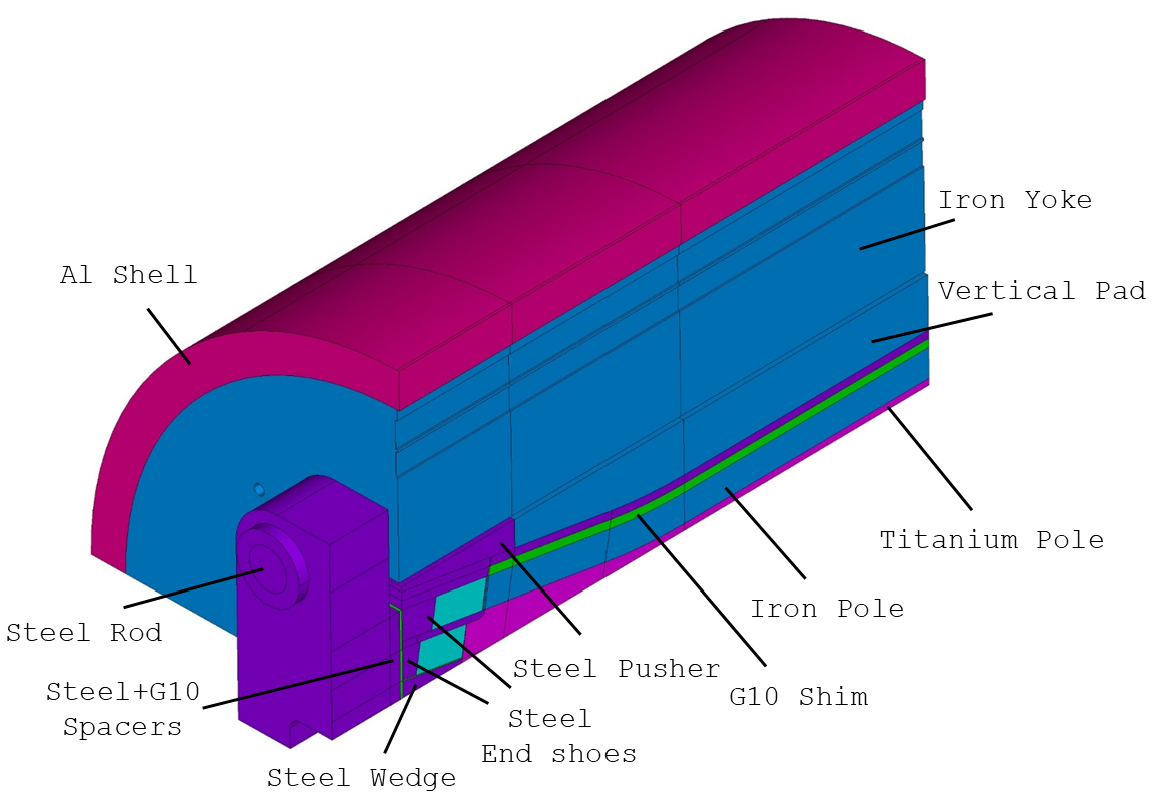 Iron Yoke
Al Shell
Vertical Pad
Titanium Pole
Iron Pole
Steel Rod
Steel Pusher
G10 Shim
Steel+G10
Spacers
Steel
End shoes
Steel Wedge